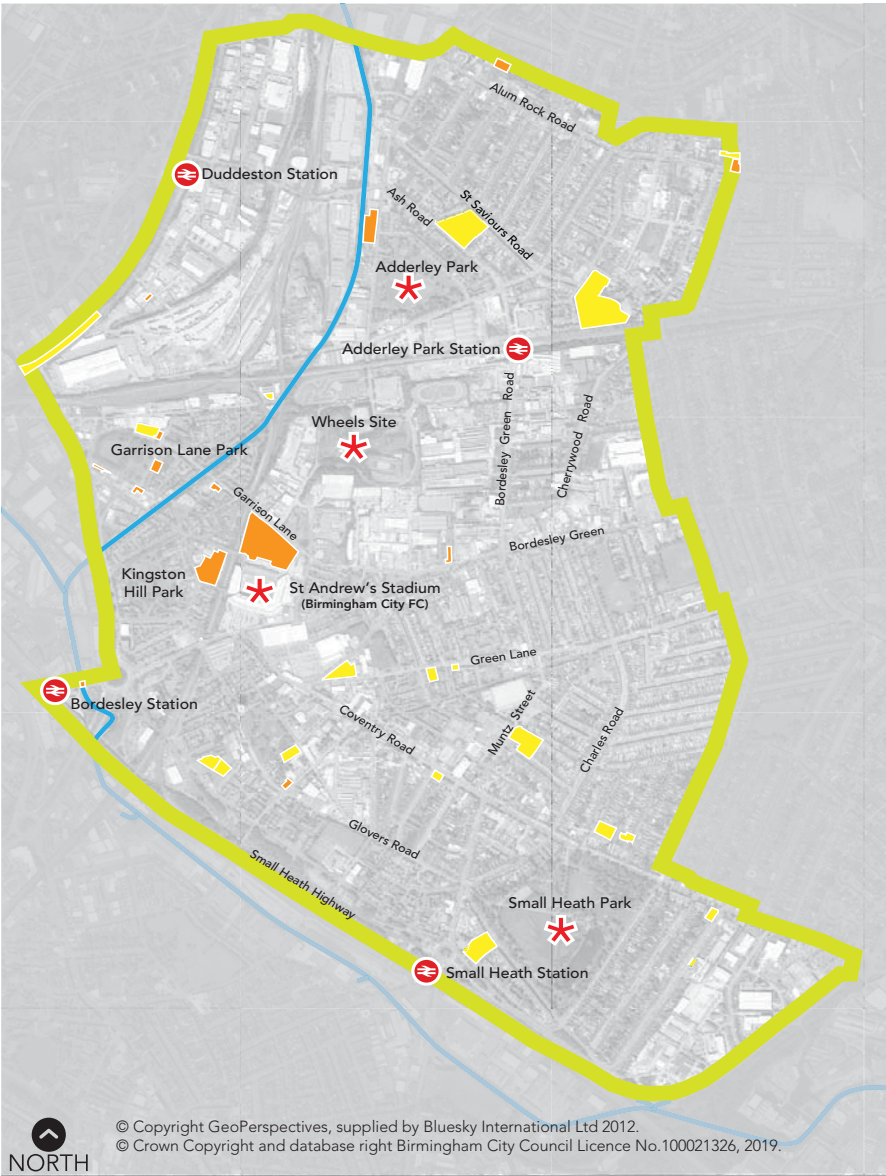 Alum Rock Road
Duddeston Station
Ash Road
St Saviours Road
Adderley Park
Adderley Park Station
Bordesley Green Road
Cherrywood Road
Wheels Site
Garrison Lane Park
Garrison Lane
Bordesley Green
Kingston
Hill Park
St Andrew's Stadium
(Birmingham City FC)
Green Lane
Bordesley Station
Coventry Road
Muntz Street
Charles Road
Glovers Road
Small Heath Highway
Small Heath Park
Small Heath Station
© Copyright GeoPerspectives, supplied by Bluesky International Ltd 2012.
© Crown Copyright and database right Birmingham City Council Licence No.100021326, 2019.
NORTH